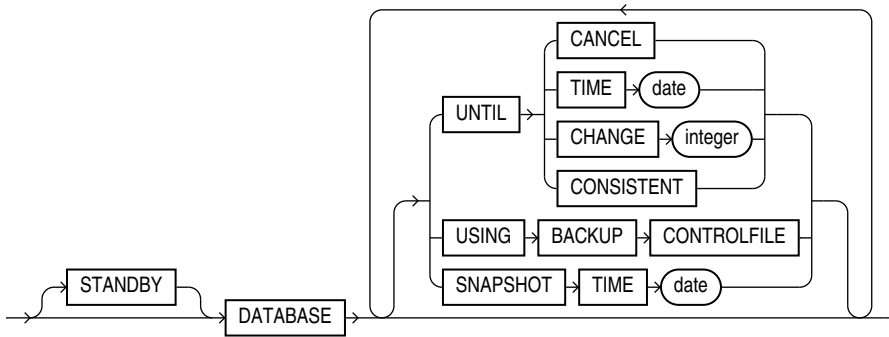 CANCEL
TIME date
UNTIL
CHANGE integer
CONSISTENT
USING BACKUP CONTROLFILE
STANDBY
SNAPSHOT TIME date
DATABASE